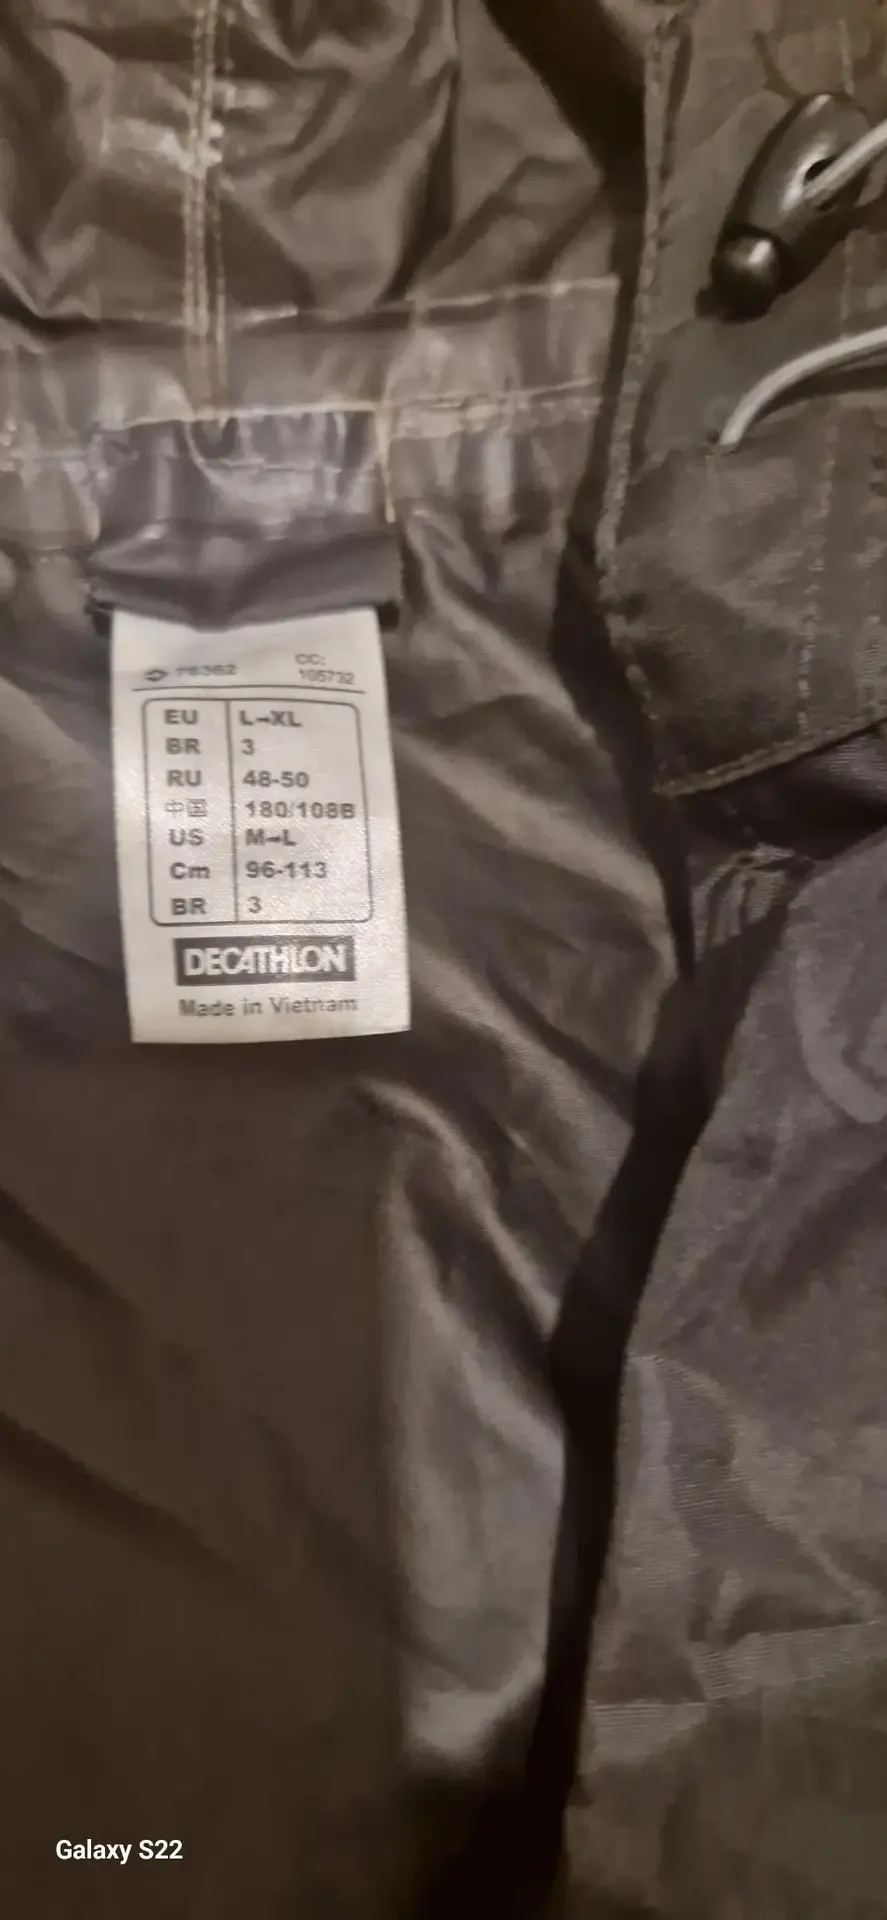 78362 CC:
105732
EU L→XL
BR 3
RU 48-50
中国 180/108B
US M→L
Cm 96-113
BR 3
DECATHLON
Made in Vietnam
Galaxy S22